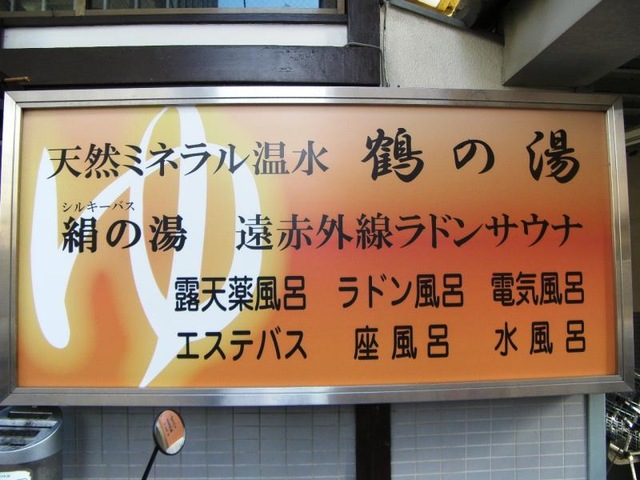 ゆ
天然ミネラル温水 鶴の湯
シルキーバス
絹の湯 遠赤外線ラドンサウナ
露天薬風呂 ラドン風呂 電気風呂
エステバス 座風呂 水風呂